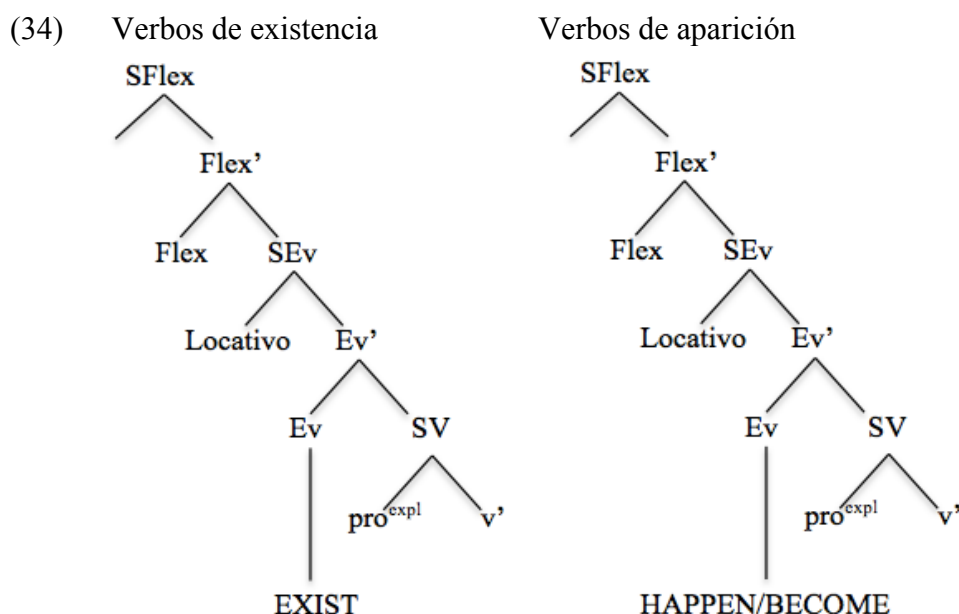 (34) Verbos de existencia Verbos de aparición
SFlex SFlex
Flex’ Flex’
Flex SEv Flex SEv
Locativo Ev’ Locativo Ev’
Ev SV Ev SV
pro^expl v’ pro^expl v’
EXIST HAPPEN/BECOME